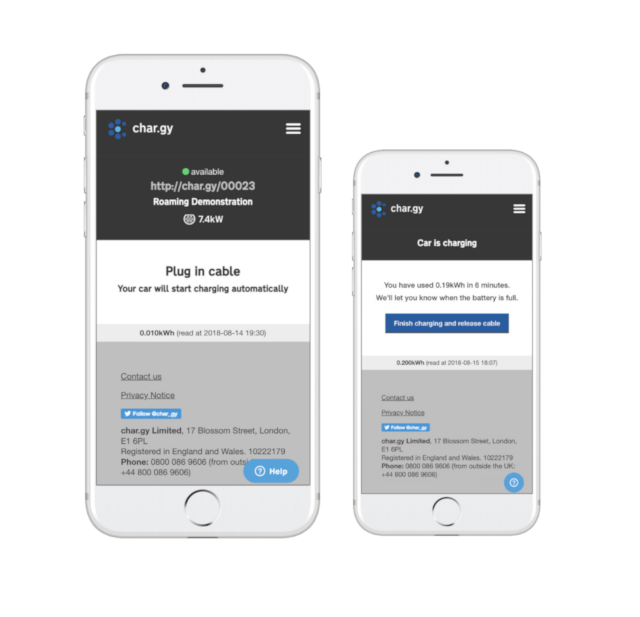 char.gy
available
http://char.gy/00023
Roaming Demonstration
7.4kW
Plug in cable
Your car will start charging automatically
0.010kWh (read at 2018-08-14 19:30)
Contact us
Privacy Notice
Follow @char_gy
char.gy Limited, 17 Blossom Street, London,
E1 6PL
Registered in England and Wales. 10222179
Phone: 0800 086 9606 (from outsi
+44 800 086 9606)
Help
char.gy
Car is charging
You have used 0.19kWh in 6 minutes.
We'll let you know when the battery is full.
Finish charging and release cable
0.200kWh (read at 2018-08-15 18:07)
Contact us
Privacy Notice
Follow @char_gy
char.gy Limited, 17 Blossom Street, London,
E1 6PL
Registered in England and Wales. 10222179
Phone: 0800 086 9606 (from outside the UK:
+44 800 086 9606)